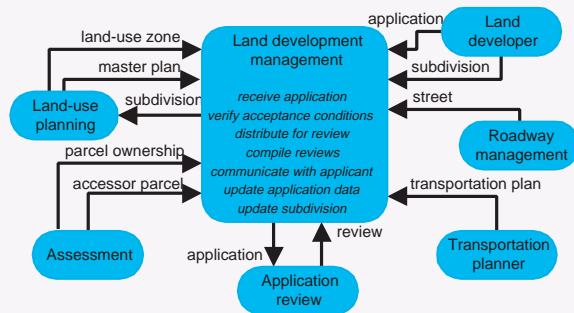 application
Land
developer
land-use zone
Land development
management
master plan
subdivision
Land-use
planning
subdivision
receive application
verify acceptance conditions
distribute for review
compile reviews
communicate with applicant
update application data
update subdivision
street
Roadway
management
parcel ownership
accessor parcel
transportation plan
Assessment
application
review
Transportation
planner
Application
review